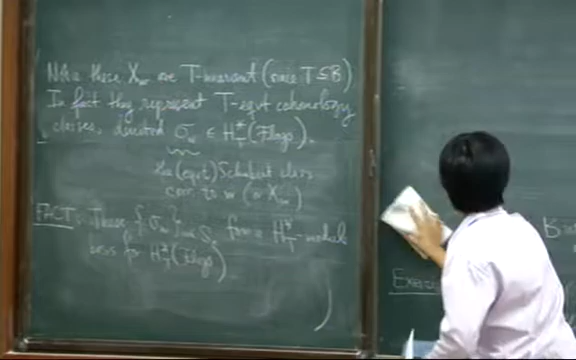 Note these X_w are T-invariant (since T ⊆ B)
In fact they represent T-eqvt cohomology
classes, denoted σ_w ∈ H*_T(Flags).
the (eqvt) Schubert class
corr. to w (or X_w)
FACT: These {σ_w}_{w∈S_n} form a H*_T-module
basis for H*_T(Flags)
)
Exercise